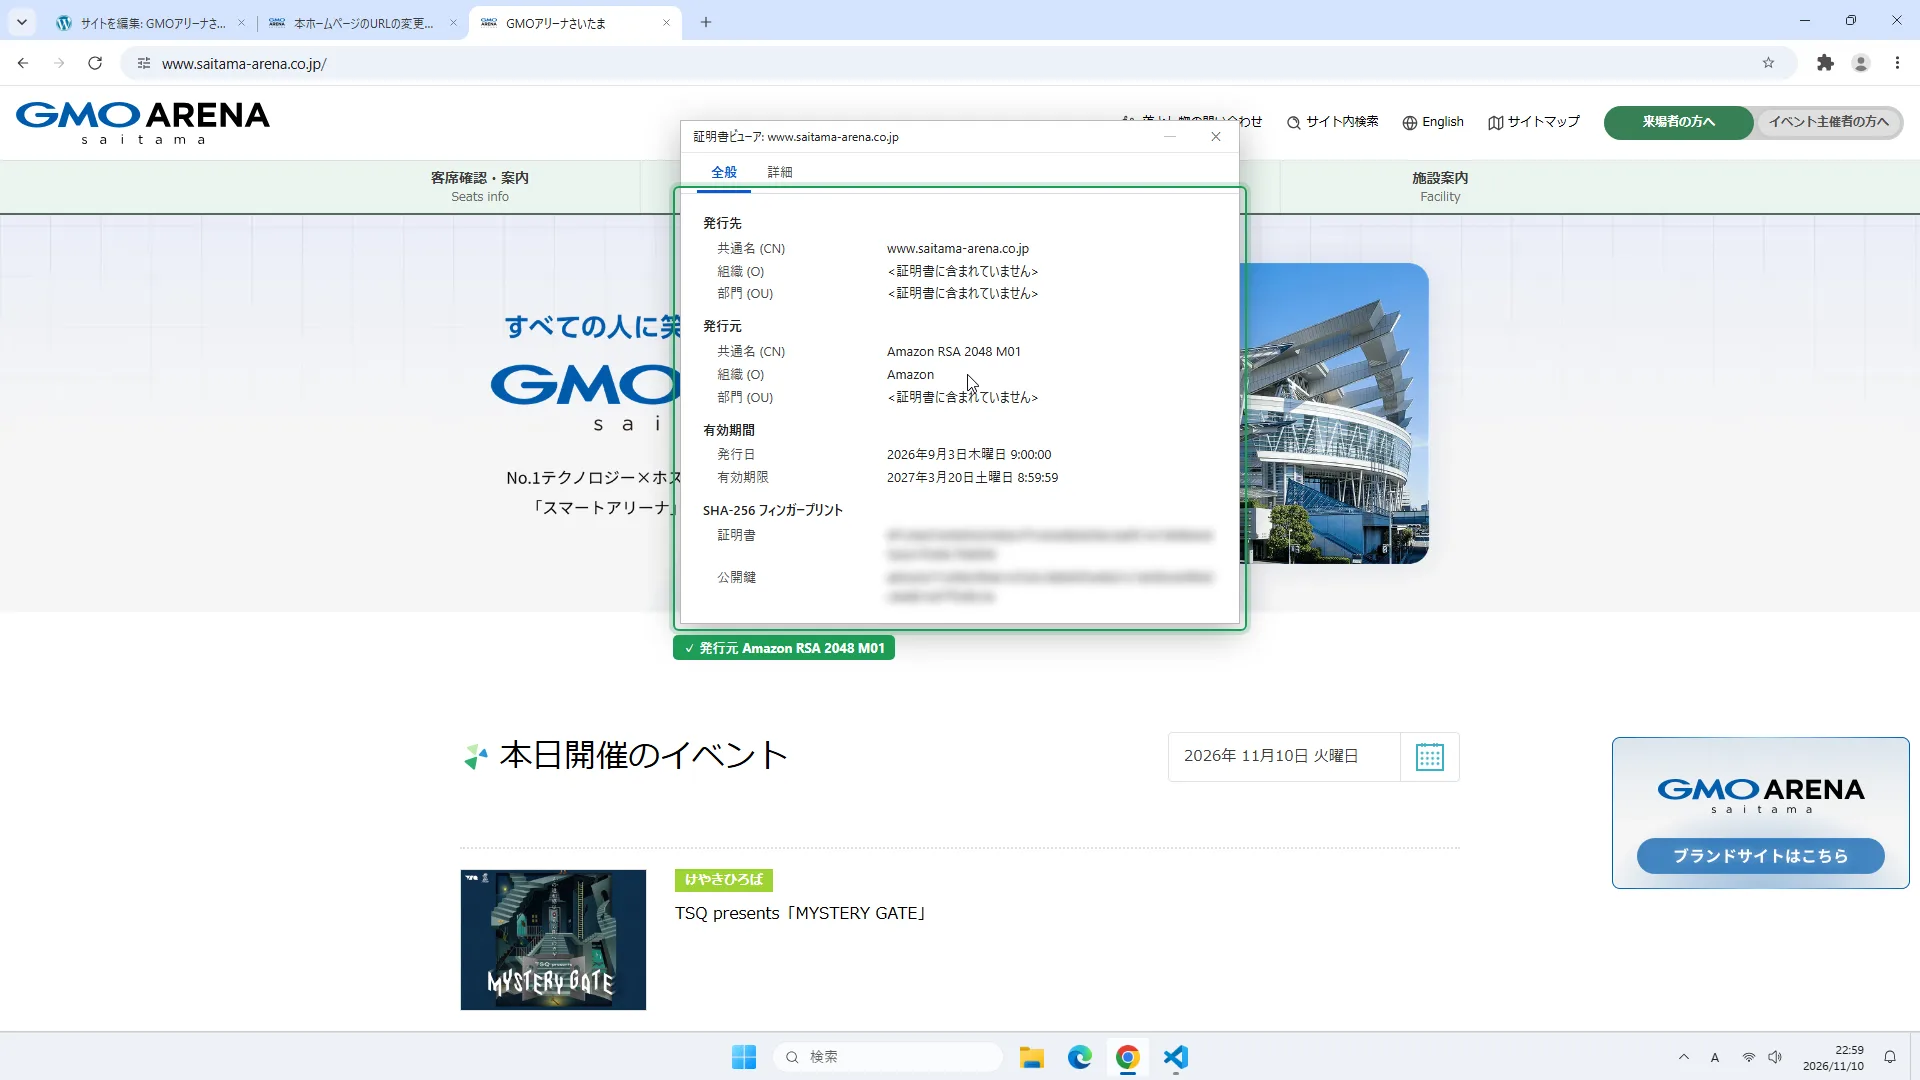 サイトを編集: GMOアリーナさ...
本ホームページのURLの変更...
GMOアリーナさいたま
www.saitama-arena.co.jp/
GMO ARENA
saitama
サイト内検索
English
サイトマップ
来場者の方へ
イベント主催者の方へ
客席確認・案内
Seats info
施設案内
Facility
証明書ビューア: www.saitama-arena.co.jp
全般
詳細
発行先
共通名 (CN) www.saitama-arena.co.jp
組織 (O) <証明書に含まれていません>
部門 (OU) <証明書に含まれていません>
発行元
共通名 (CN) Amazon RSA 2048 M01
組織 (O) Amazon
部門 (OU) <証明書に含まれていません>
有効期間
発行日 2026年9月3日木曜日 9:00:00
有効期限 2027年3月20日土曜日 8:59:59
SHA-256 フィンガープリント
証明書
公開鍵
✓ 発行元 Amazon RSA 2048 M01
すべての人に笑
GMO
sai
No.1テクノロジー×ホス
「スマートアリーナ」
本日開催のイベント
2026年 11月10日 火曜日
GMO ARENA
saitama
ブランドサイトはこちら
けやきひろば
TSQ presents「MYSTERY GATE」
TSQ presents
MYSTERY GATE
検索
A
22:59
2026/11/10